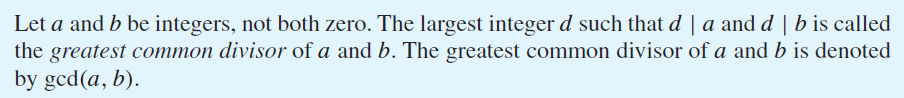 Let a and b be integers, not both zero. The largest integer d such that d | a and d | b is called
the greatest common divisor of a and b. The greatest common divisor of a and b is denoted
by gcd(a, b).